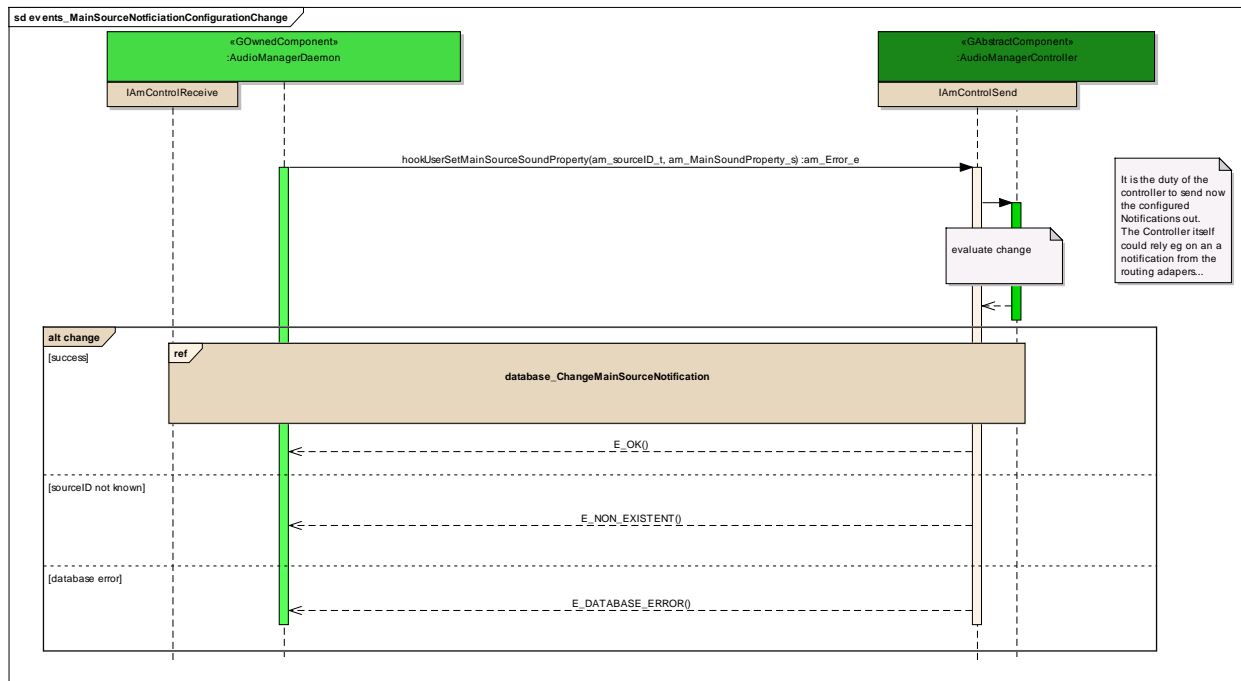 sd events_MainSourceNotficiationConfigurationChange
«GOwnedComponent»
:AudioManagerDaemon
«GAbstractComponent»
:AudioManagerController
IAmControlReceive
IAmControlSend
hookUserSetMainSourceSoundProperty(am_sourceID_t, am_MainSoundProperty_s) :am_Error_e
It is the duty of the
controller to send now
the configured
Notifications out.
The Controller itself
could rely eg on an a
notification from the
routing adapers...
evaluate change
alt change
[success]
ref
database_ChangeMainSourceNotification
E_OK()
[sourceID not known]
E_NON_EXISTENT()
[database error]
E_DATABASE_ERROR()